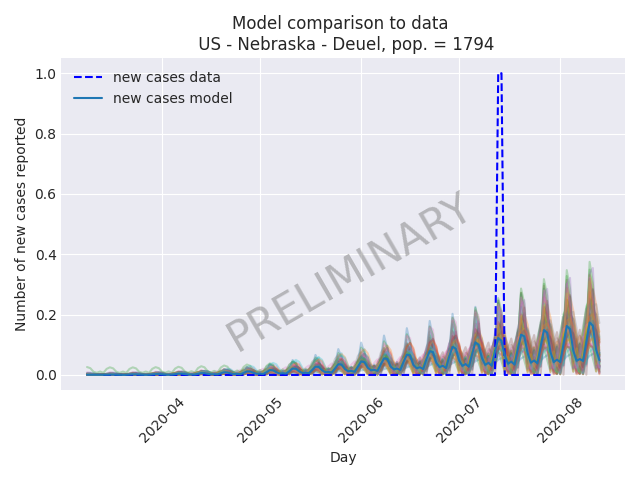 Model comparison to data
US - Nebraska - Deuel, pop. = 1794
new cases data
new cases model
PRELIMINARY
Number of new cases reported
1.0
0.8
0.6
0.4
0.2
0.0
2020-04
2020-05
2020-06
2020-07
2020-08
Day